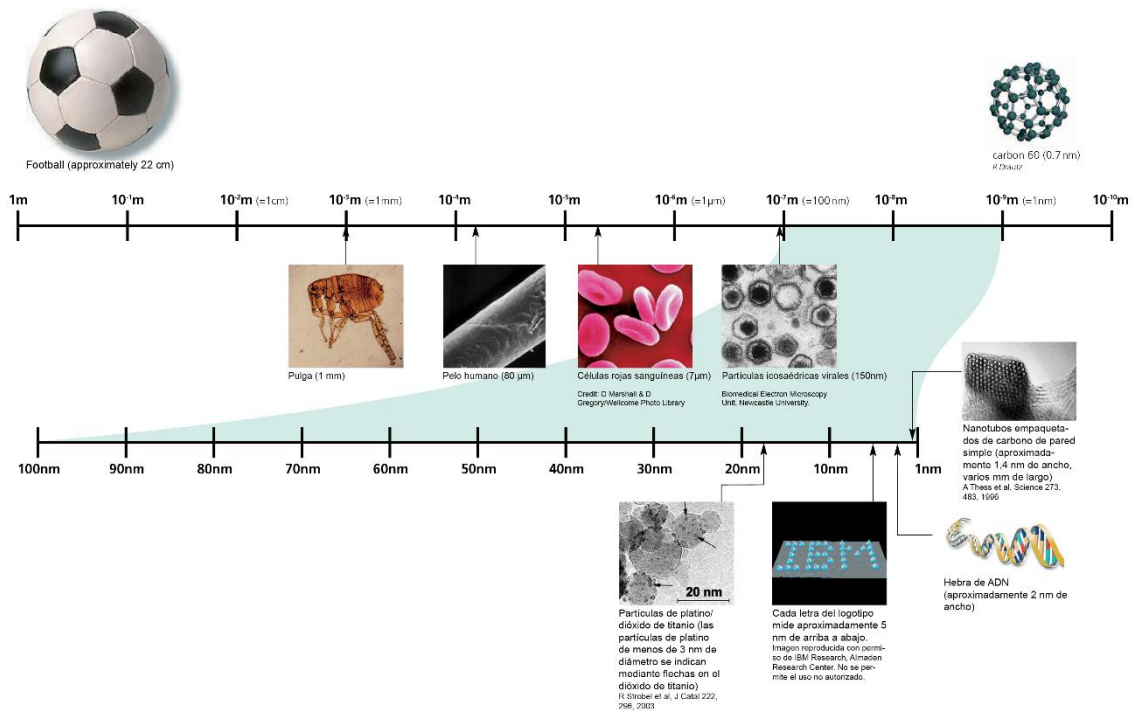 Football (approximately 22 cm)
carbon 60 (0.7 nm)
R Drautz
1m
10⁻¹m
10⁻²m (=1cm)
10⁻³m (=1mm)
10⁻⁴m
10⁻⁵m
10⁻⁶m (=1µm)
10⁻⁷m (=100 nm)
10⁻⁸m
10⁻⁹m (=1nm)
10⁻¹⁰m
Pulga (1 mm)
Pelo humano (80 µm)
Células rojas sanguíneas (7µm)
Credit: D Marshall & D
Gregory/Wellcome Photo Library
Partículas icosaédricas virales (150nm)
Biomedical Electron Microscopy
Unit, Newcastle University.
Nanotubos empaqueta-
dos de carbono de pared
simple (aproximada-
mente 1,4 nm de ancho,
varios mm de largo)
A Thess et al, Science 273,
483, 1996
100nm
90nm
80nm
70nm
60nm
50nm
40nm
30nm
20nm
10nm
1nm
20 nm
Partículas de platino/
dióxido de titanio (las
partículas de platino
de menos de 3 nm de
diámetro se indican
mediante flechas en el
dióxido de titanio)
R Strobel et al, J Catal 222,
296, 2003
IBM
Cada letra del logotipo
mide aproximadamente 5
nm de arriba a abajo.
Imagen reproducida con permi-
so de IBM Research, Almaden
Research Center. No se per-
mite el uso no autorizado.
Hebra de ADN
(aproximadamente 2 nm de
ancho)